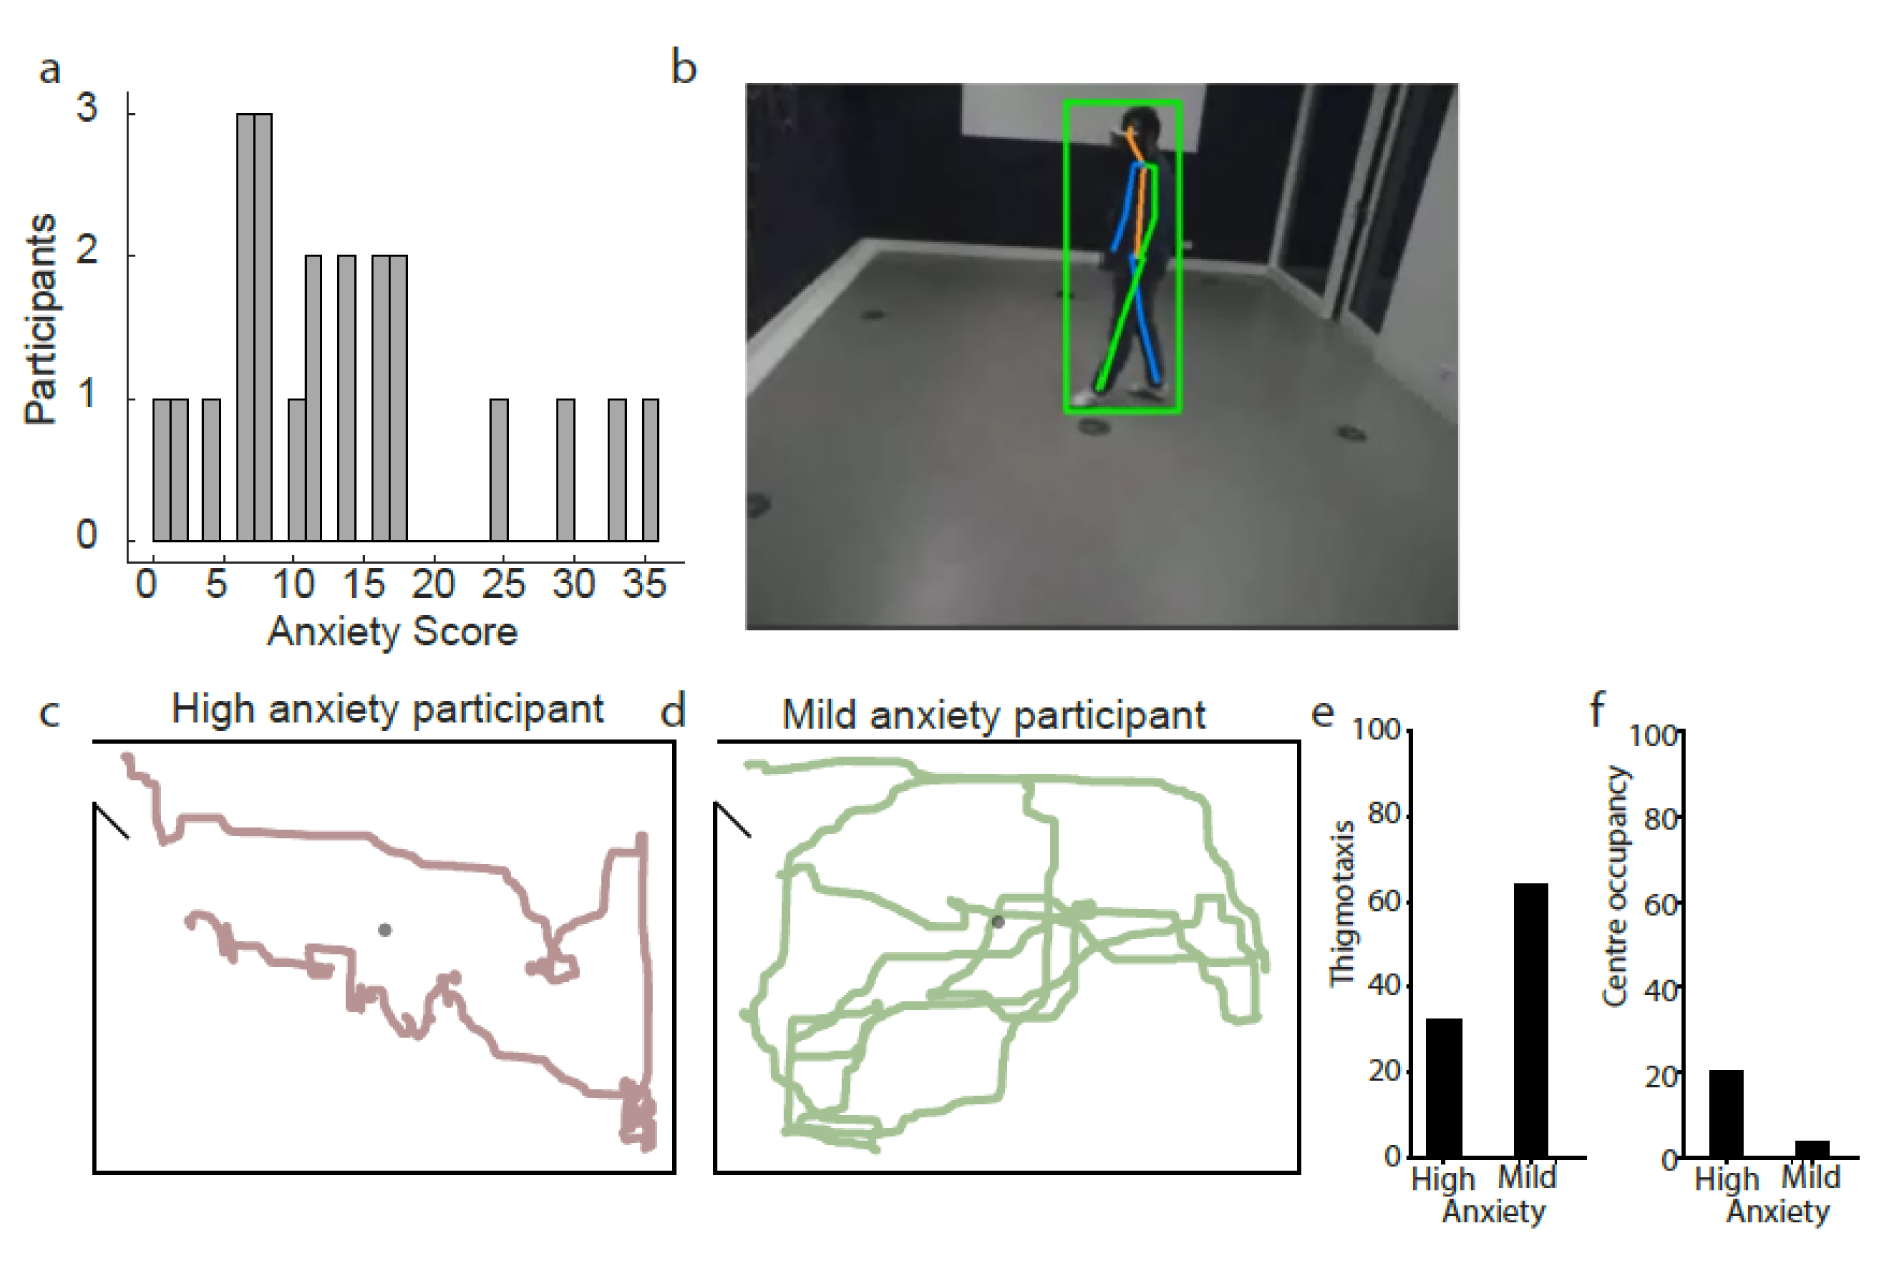 a
3
2
1
0
Participants
0 5 10 15 20 25 30 35
Anxiety Score
b
c
High anxiety participant
d
Mild anxiety participant
e
100
80
60
40
20
0
Thigmotaxis
High Mild
Anxiety
f
100
80
60
40
20
0
Centre occupancy
High Mild
Anxiety